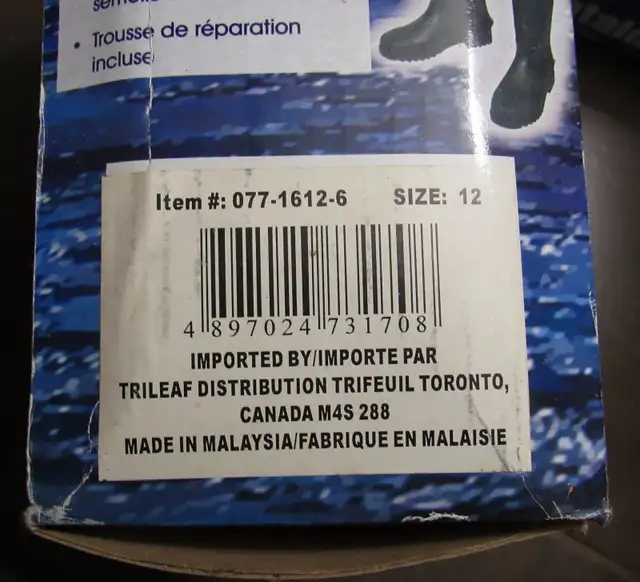 • Trousse de réparation
incluse
Item #: 077-1612-6 SIZE: 12
4 897024 731708
IMPORTED BY/IMPORTE PAR
TRILEAF DISTRIBUTION TRIFEUIL TORONTO,
CANADA M4S 288
MADE IN MALAYSIA/FABRIQUE EN MALAISIE